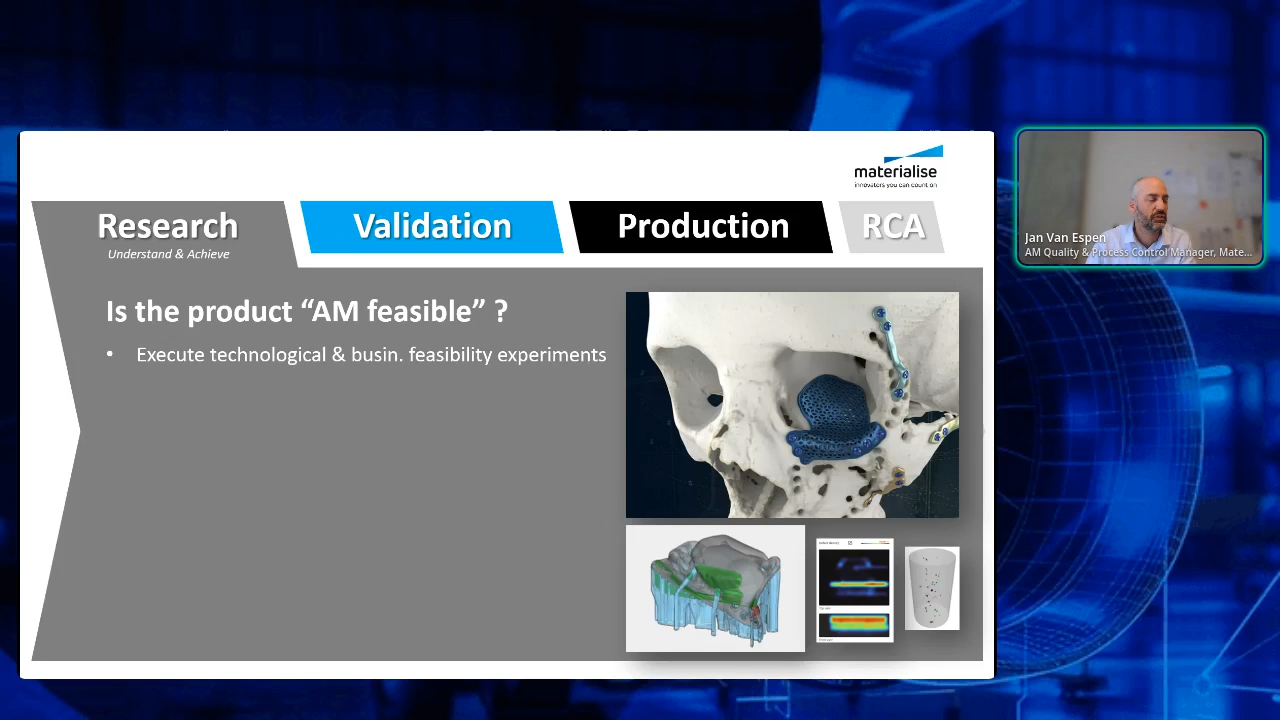 materialise
innovators you can count on
Research
Understand & Achieve
Validation
Production
RCA
Is the product “AM feasible” ?
• Execute technological & busin. feasibility experiments
Jan Van Espen
AM Quality & Process Control Manager, Mate...